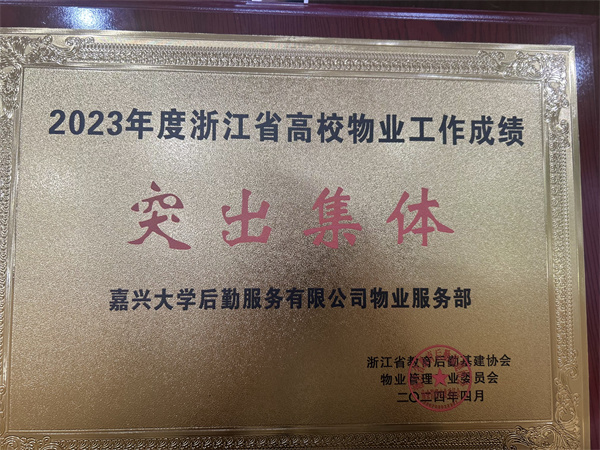 2023年度浙江省高校物业工作成绩
突出集体
嘉兴大学后勤服务有限公司物业服务部
浙江省教育后勤基建协会
物业管理专业委员会
二〇二四年四月